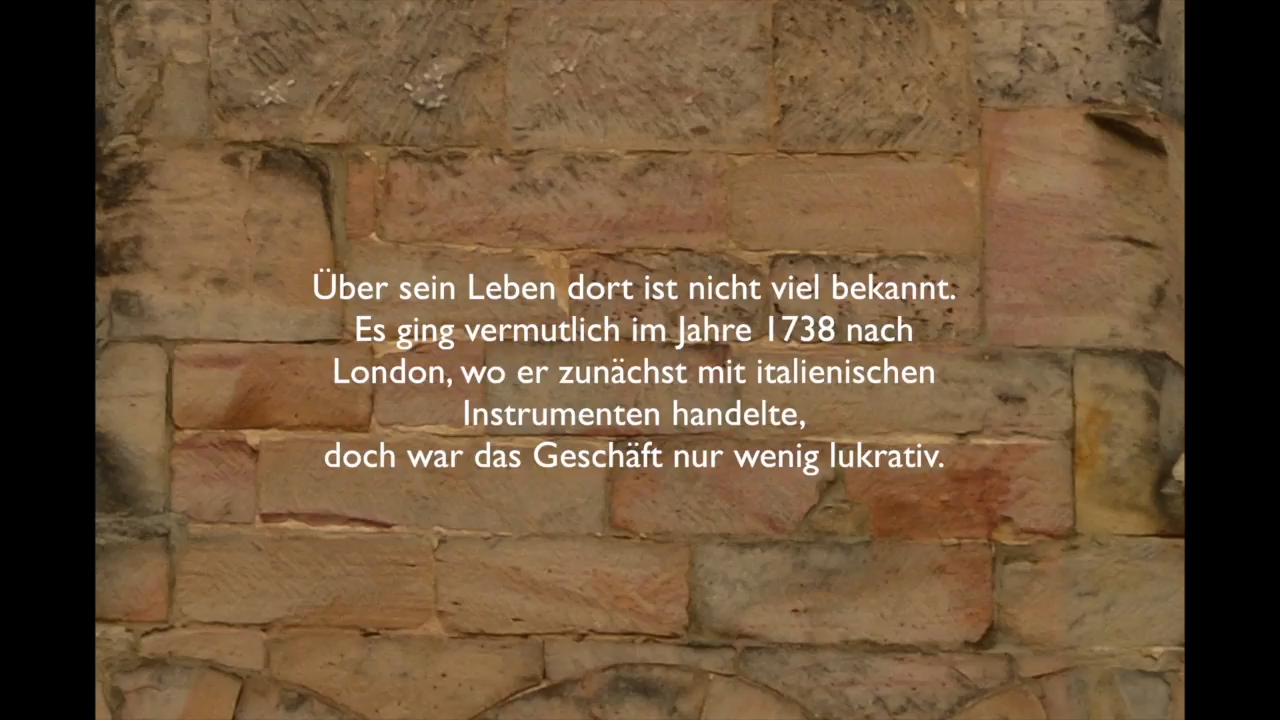 Über sein Leben dort ist nicht viel bekannt.
Es ging vermutlich im Jahre 1738 nach
London, wo er zunächst mit italienischen
Instrumenten handelte,
doch war das Geschäft nur wenig lukrativ.